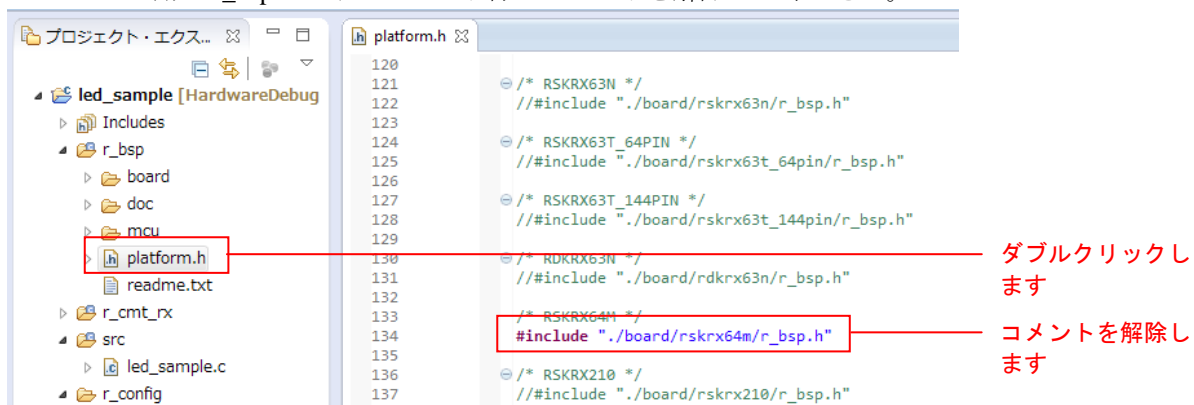 プロジェクト・エクス...
led_sample [HardwareDebug
Includes
r_bsp
board
doc
mcu
platform.h
readme.txt
r_cmt_rx
src
led_sample.c
r_config
platform.h
120
121 /* RSKRX63N */
122 //#include "./board/rskrx63n/r_bsp.h"
123
124 /* RSKRX63T_64PIN */
125 //#include "./board/rskrx63t_64pin/r_bsp.h"
126
127 /* RSKRX63T_144PIN */
128 //#include "./board/rskrx63t_144pin/r_bsp.h"
129
130 /* RDKRX63N */
131 //#include "./board/rdkrx63n/r_bsp.h"
132
133 /* RSKRX64M */
134 #include "./board/rskrx64m/r_bsp.h"
135
136 /* RSKRX210 */
137 //#include "./board/rskrx210/r_bsp.h"
ダブルクリックし
ます
コメントを解除し
ます